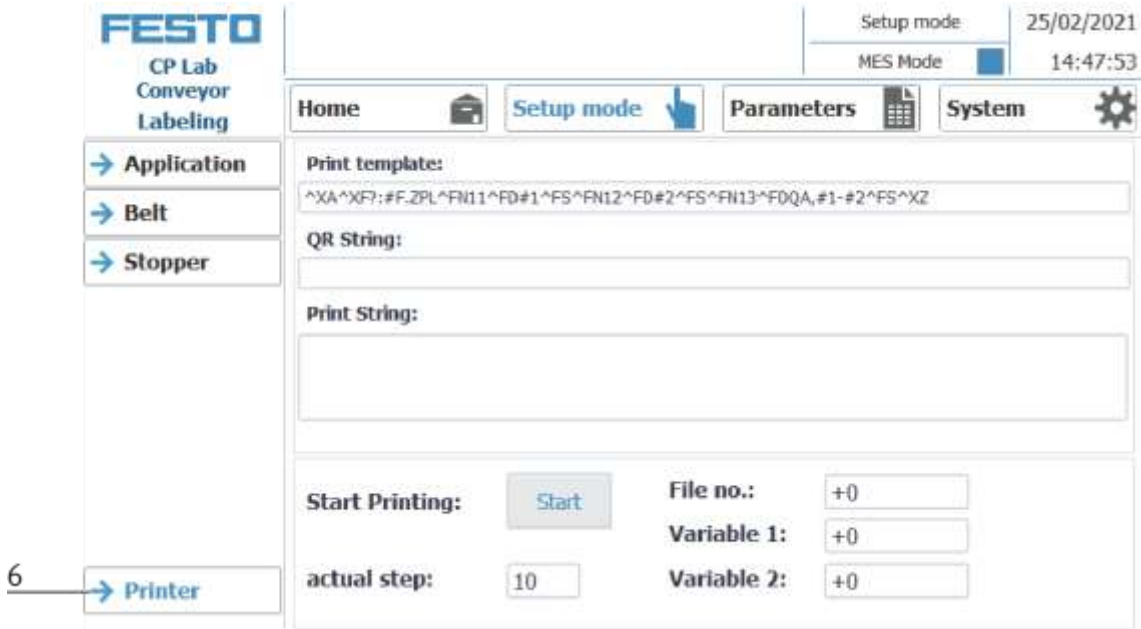 FESTO
CP Lab
Conveyor
Labeling
Setup mode
25/02/2021
MES Mode
14:47:53
Home
Setup mode
Parameters
System
Application
Belt
Stopper
Print template:
^XA^XF?:#F.ZPL^FN11^FD#1^FS^FN12^FD#2^FS^FN13^FDQA,#1-#2^FS^XZ
QR String:
Print String:
Start Printing:
Start
File no.:
+0
Variable 1:
+0
actual step:
10
Variable 2:
+0
6
Printer